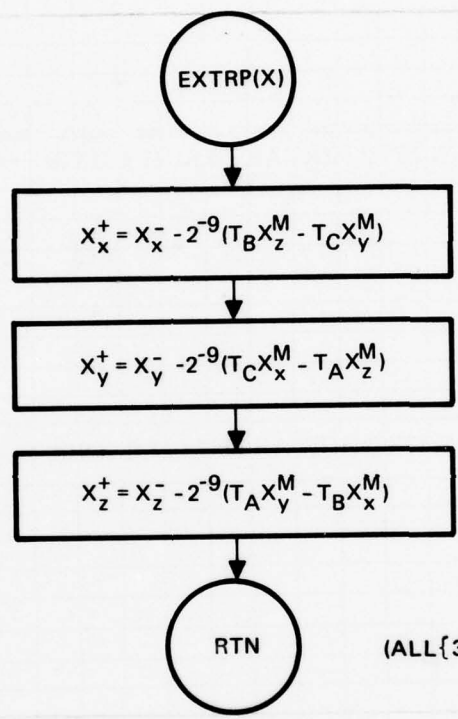 EXTRP(X)
X_x^+ = X_x^- - 2^-9(T_B X_z^M - T_C X_y^M)
X_y^+ = X_y^- - 2^-9(T_C X_x^M - T_A X_z^M)
X_z^+ = X_z^- - 2^-9(T_A X_y^M - T_B X_x^M)
RTN
(ALL{3